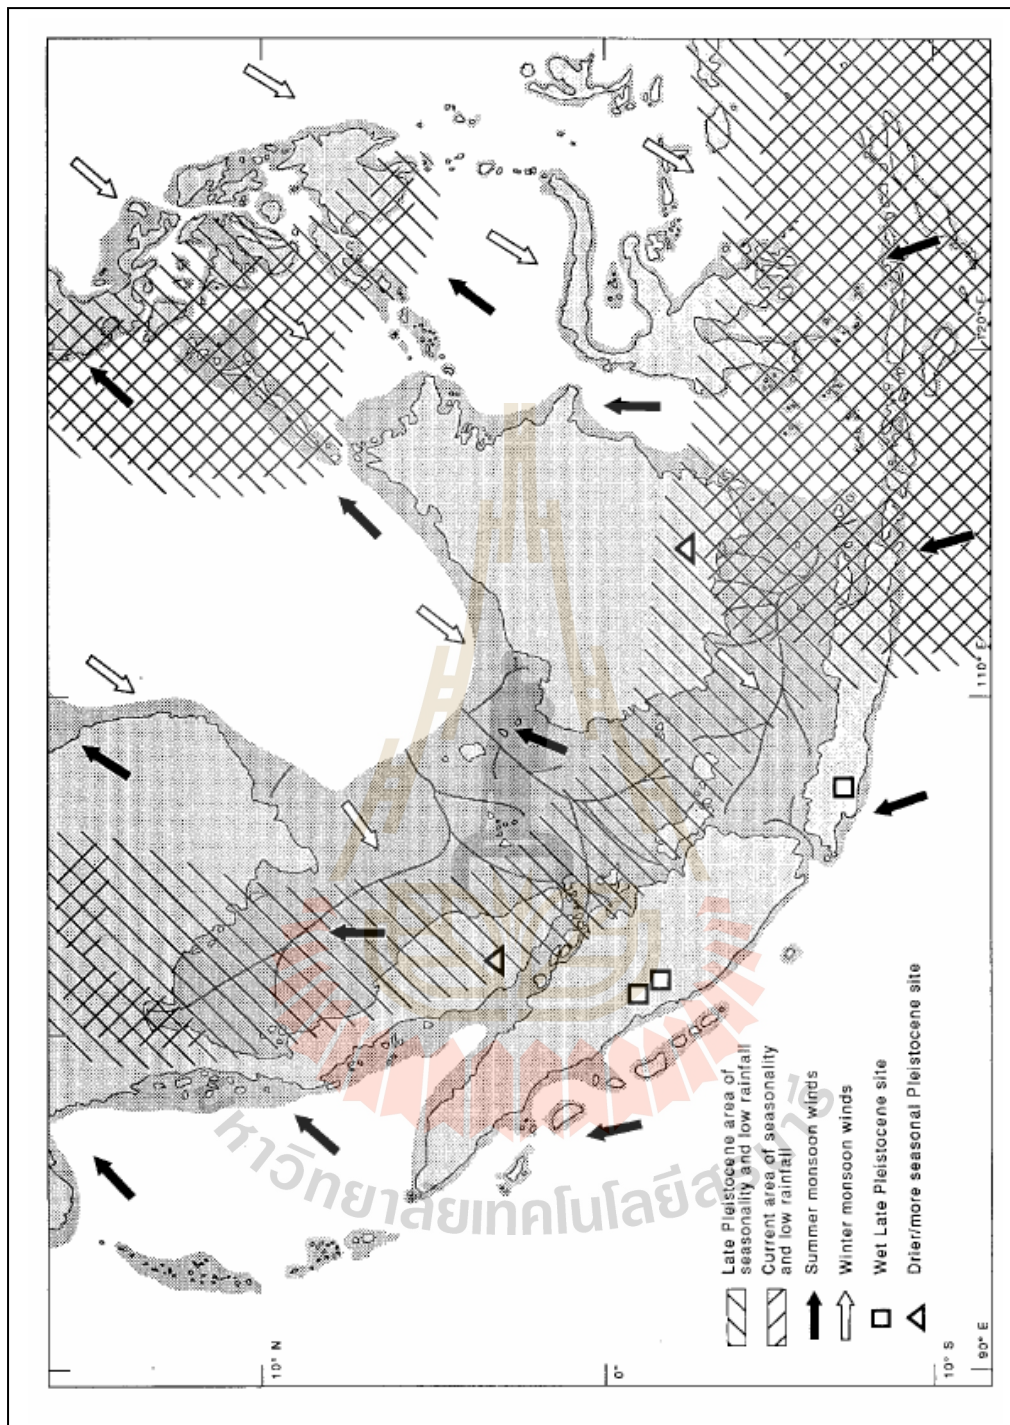 Late Pleistocene area of
seasonality and low rainfall
Current area of seasonality
and low rainfall
Summer monsoon winds
Winter monsoon winds
Wet Late Pleistocene site
Drier/more seasonal Pleistocene site
10° N
0°
10° S
90° E
110° E
120° E